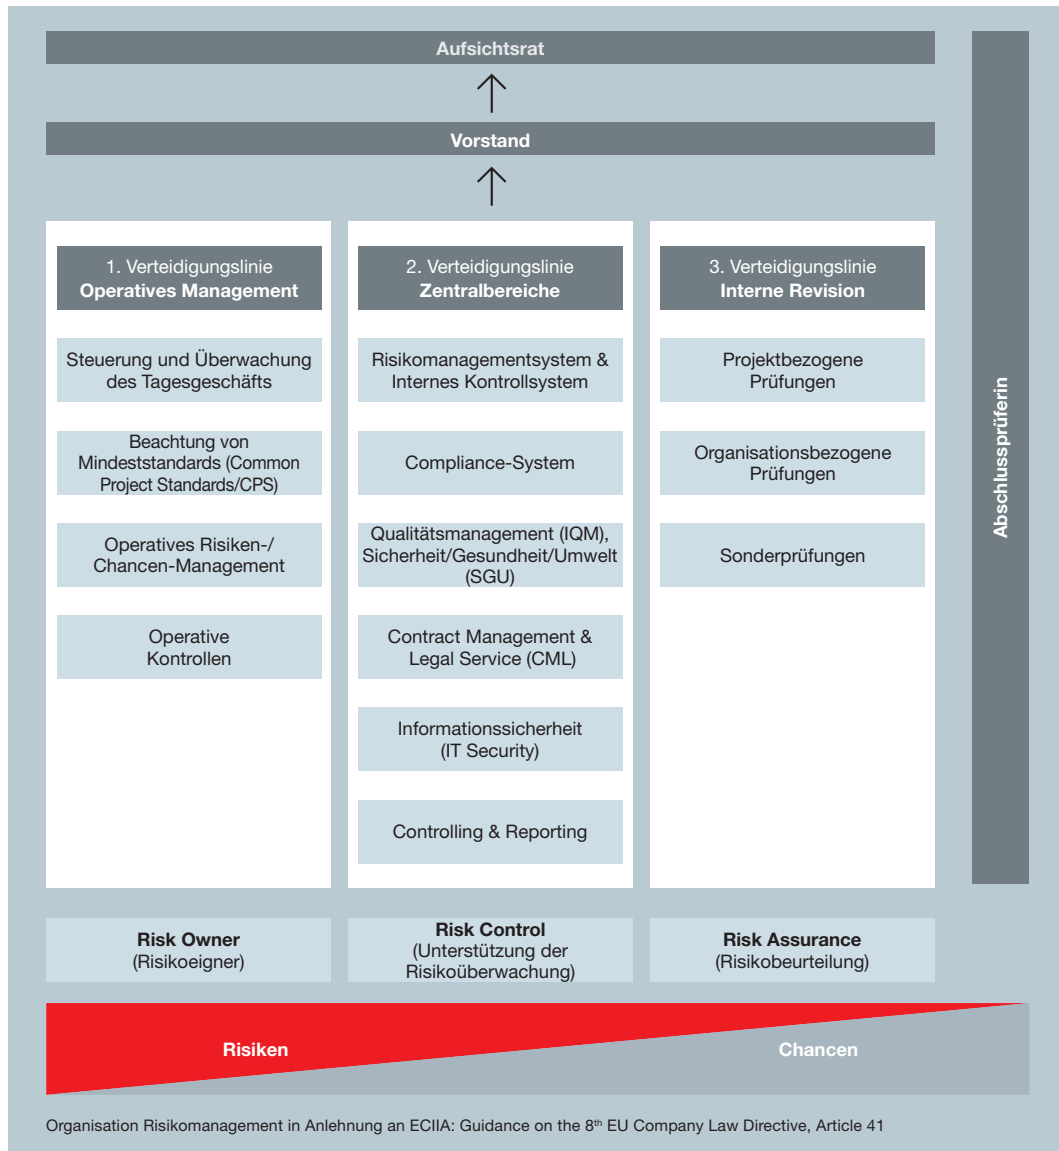 Aufsichtsrat
Vorstand
1. Verteidigungslinie
Operatives Management
Steuerung und Überwachung
des Tagesgeschäfts
Beachtung von
Mindeststandards (Common
Project Standards/CPS)
Operatives Risiken-/
Chancen-Management
Operative
Kontrollen
2. Verteidigungslinie
Zentralbereiche
Risikomanagementsystem &
Internes Kontrollsystem
Compliance-System
Qualitätsmanagement (IQM),
Sicherheit/Gesundheit/Umwelt
(SGU)
Contract Management &
Legal Service (CML)
Informationssicherheit
(IT Security)
Controlling & Reporting
3. Verteidigungslinie
Interne Revision
Projektbezogene
Prüfungen
Organisationsbezogene
Prüfungen
Sonderprüfungen
Abschlussprüferin
Risk Owner
(Risikoeigner)
Risk Control
(Unterstützung der
Risikoüberwachung)
Risk Assurance
(Risikobeurteilung)
Risiken
Chancen
Organisation Risikomanagement in Anlehnung an ECIIA: Guidance on the 8th EU Company Law Directive, Article 41